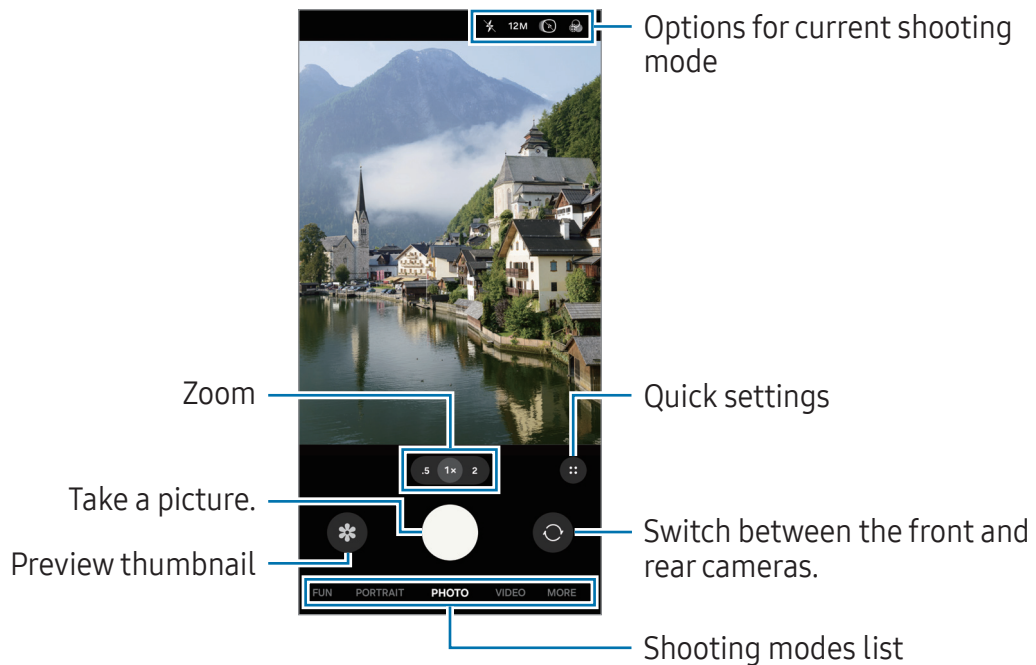 12M
Options for current shooting
mode
Zoom
Quick settings
.5 1× 2
Take a picture.
Switch between the front and
rear cameras.
Preview thumbnail
FUN PORTRAIT PHOTO VIDEO MORE
Shooting modes list